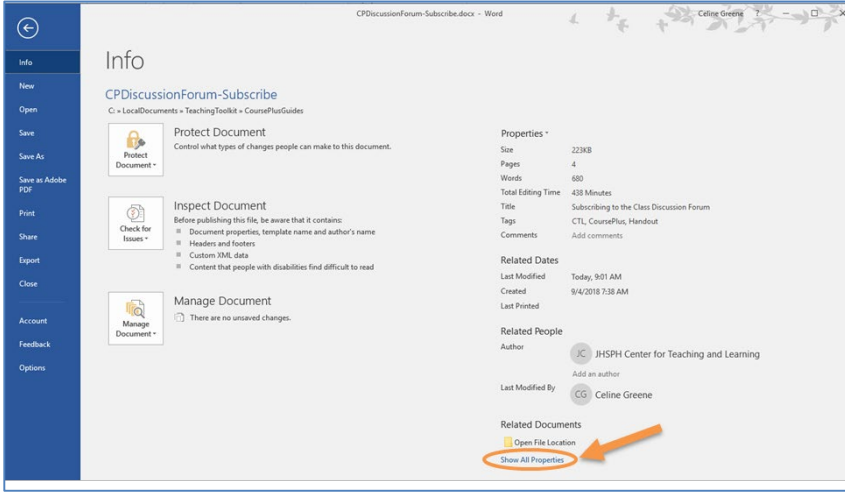 CPDiscussionForum-Subscribe.docx - Word
Celine Greene ?
Info
New
Open
Save
Save As
Save as Adobe
PDF
Print
Share
Export
Close
Account
Feedback
Options
Info
CPDiscussionForum-Subscribe
C: » LocalDocuments » TeachingToolkit » CoursePlusGuides
Protect
Document
Protect Document
Control what types of changes people can make to this document.
Check for
Issues
Inspect Document
Before publishing this file, be aware that it contains:
Document properties, template name and author's name
Headers and footers
Custom XML data
Content that people with disabilities find difficult to read
Manage
Document
Manage Document
There are no unsaved changes.
Properties
Size 223KB
Pages 4
Words 680
Total Editing Time 438 Minutes
Title Subscribing to the Class Discussion Forum
Tags CTL, CoursePlus, Handout
Comments Add comments
Related Dates
Last Modified Today, 9:01 AM
Created 9/4/2018 7:38 AM
Last Printed
Related People
Author JC JHSPH Center for Teaching and Learning
Add an author
Last Modified By CG Celine Greene
Related Documents
Open File Location
Show All Properties